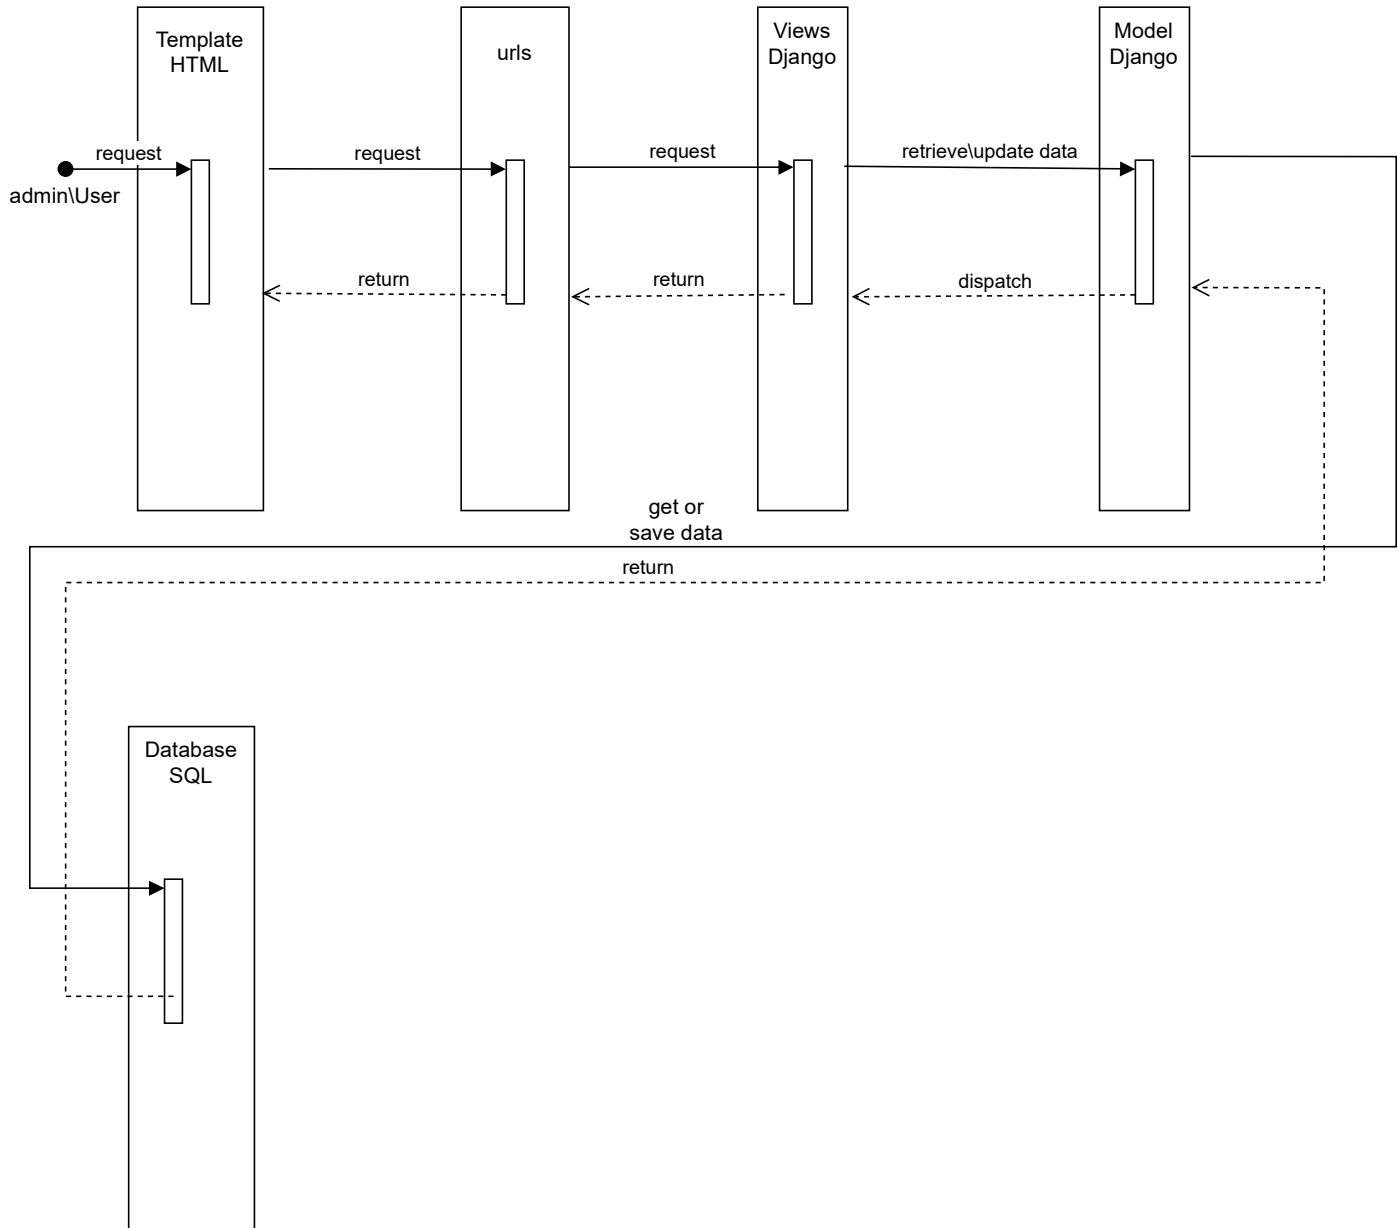 Template
HTML
urls
Views
Django
Model
Django
request
request
request
retrieve\update data
admin\User
return
return
dispatch
get or
save data
return
Database
SQL